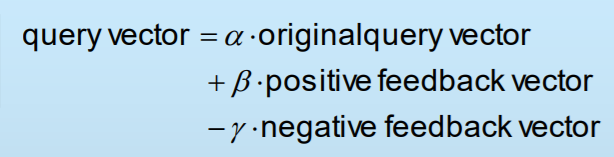 query vector = α · originalquery vector
+ β · positive feedback vector
− γ · negative feedback vector